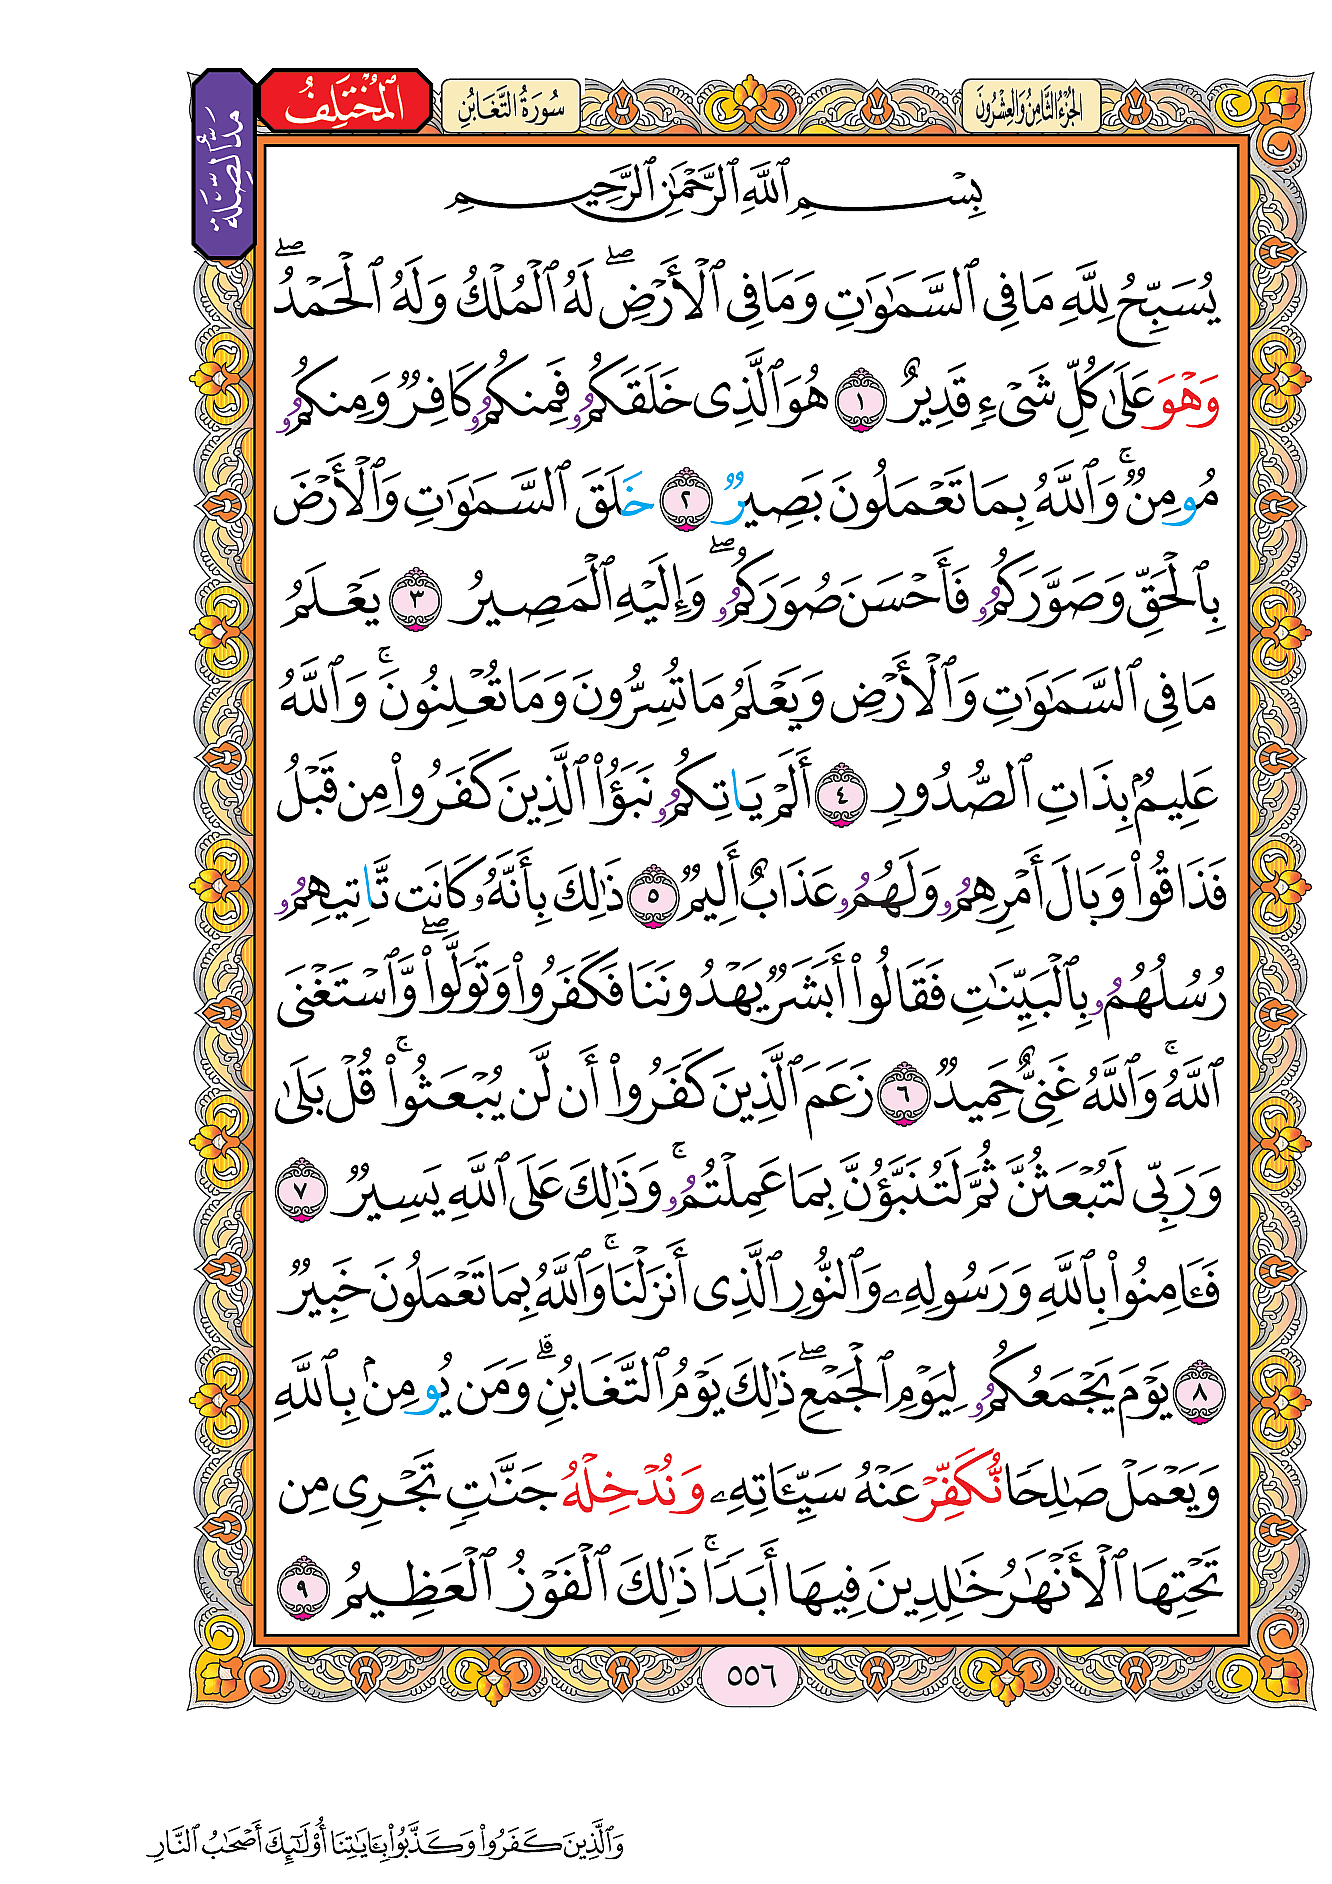 الجُزْءُ الثَّامِنُ وَالعِشْرُونَ
سُورَةُ التَّغَابُنِ
المُخْتَلِفُ
مَدُّ الصِّلَةِ
بِسْمِ ٱللَّهِ ٱلرَّحْمَٰنِ ٱلرَّحِيمِ
يُسَبِّحُ لِلَّهِ مَا فِى ٱلسَّمَٰوَٰتِ وَمَا فِى ٱلْأَرْضِۖ لَهُ ٱلْمُلْكُ وَلَهُ ٱلْحَمْدُۖ
وَهْوَ عَلَىٰ كُلِّ شَىْءٍ قَدِيرٌ ١ هُوَ ٱلَّذِى خَلَقَكُمُۥ فَمِنكُمُۥ كَافِرٌ وَمِنكُمُۥ
مُومِنٌۚ وَٱللَّهُ بِمَا تَعْمَلُونَ بَصِيرٌ ٢ خَلَقَ ٱلسَّمَٰوَٰتِ وَٱلْأَرْضَ
بِٱلْحَقِّ وَصَوَّرَكُمُۥ فَأَحْسَنَ صُوَرَكُمُۥۖ وَإِلَيْهِ ٱلْمَصِيرُ ٣ يَعْلَمُ
مَا فِى ٱلسَّمَٰوَٰتِ وَٱلْأَرْضِ وَيَعْلَمُ مَا تُسِرُّونَ وَمَا تُعْلِنُونَۚ وَٱللَّهُ
عَلِيمٌۢ بِذَاتِ ٱلصُّدُورِ ٤ أَلَمْ يَاتِكُمُۥ نَبَؤُا۟ ٱلَّذِينَ كَفَرُوا۟ مِن قَبْلُ
فَذَاقُوا۟ وَبَالَ أَمْرِهِمُۥ وَلَهُمُۥ عَذَابٌ أَلِيمٌ ٥ ذَٰلِكَ بِأَنَّهُۥ كَانَت تَّاتِيهِمُۥ
رُسُلُهُمُۥ بِٱلْبَيِّنَٰتِ فَقَالُوٓا۟ أَبَشَرٌ يَهْدُونَنَا فَكَفَرُوا۟ وَتَوَلَّوا۟ۖ وَّٱسْتَغْنَى
ٱللَّهُۚ وَٱللَّهُ غَنِىٌّ حَمِيدٌ ٦ زَعَمَ ٱلَّذِينَ كَفَرُوٓا۟ أَن لَّن يُبْعَثُوا۟ۚ قُلْ بَلَىٰ
وَرَبِّى لَتُبْعَثُنَّ ثُمَّ لَتُنَبَّؤُنَّ بِمَا عَمِلْتُمُۥۚ وَذَٰلِكَ عَلَى ٱللَّهِ يَسِيرٌ ٧
فَـَٔامِنُوا۟ بِٱللَّهِ وَرَسُولِهِۦ وَٱلنُّورِ ٱلَّذِىٓ أَنزَلْنَاۚ وَٱللَّهُ بِمَا تَعْمَلُونَ خَبِيرٌ
٨ يَوْمَ يَجْمَعُكُمُۥ لِيَوْمِ ٱلْجَمْعِۖ ذَٰلِكَ يَوْمُ ٱلتَّغَابُنِۗ وَمَن يُومِنۢ بِٱللَّهِ
وَيَعْمَلْ صَٰلِحًا نُّكَفِّرْ عَنْهُ سَيِّـَٔاتِهِۦ وَنُدْخِلْهُ جَنَّٰتٍ تَجْرِى مِن
تَحْتِهَا ٱلْأَنْهَٰرُ خَٰلِدِينَ فِيهَآ أَبَدًاۚ ذَٰلِكَ ٱلْفَوْزُ ٱلْعَظِيمُ ٩
٥٥٦
وَٱلَّذِينَ كَفَرُوا۟ وَكَذَّبُوا۟ بِـَٔايَٰتِنَآ أُو۟لَٰٓئِكَ أَصْحَٰبُ ٱلنَّارِ